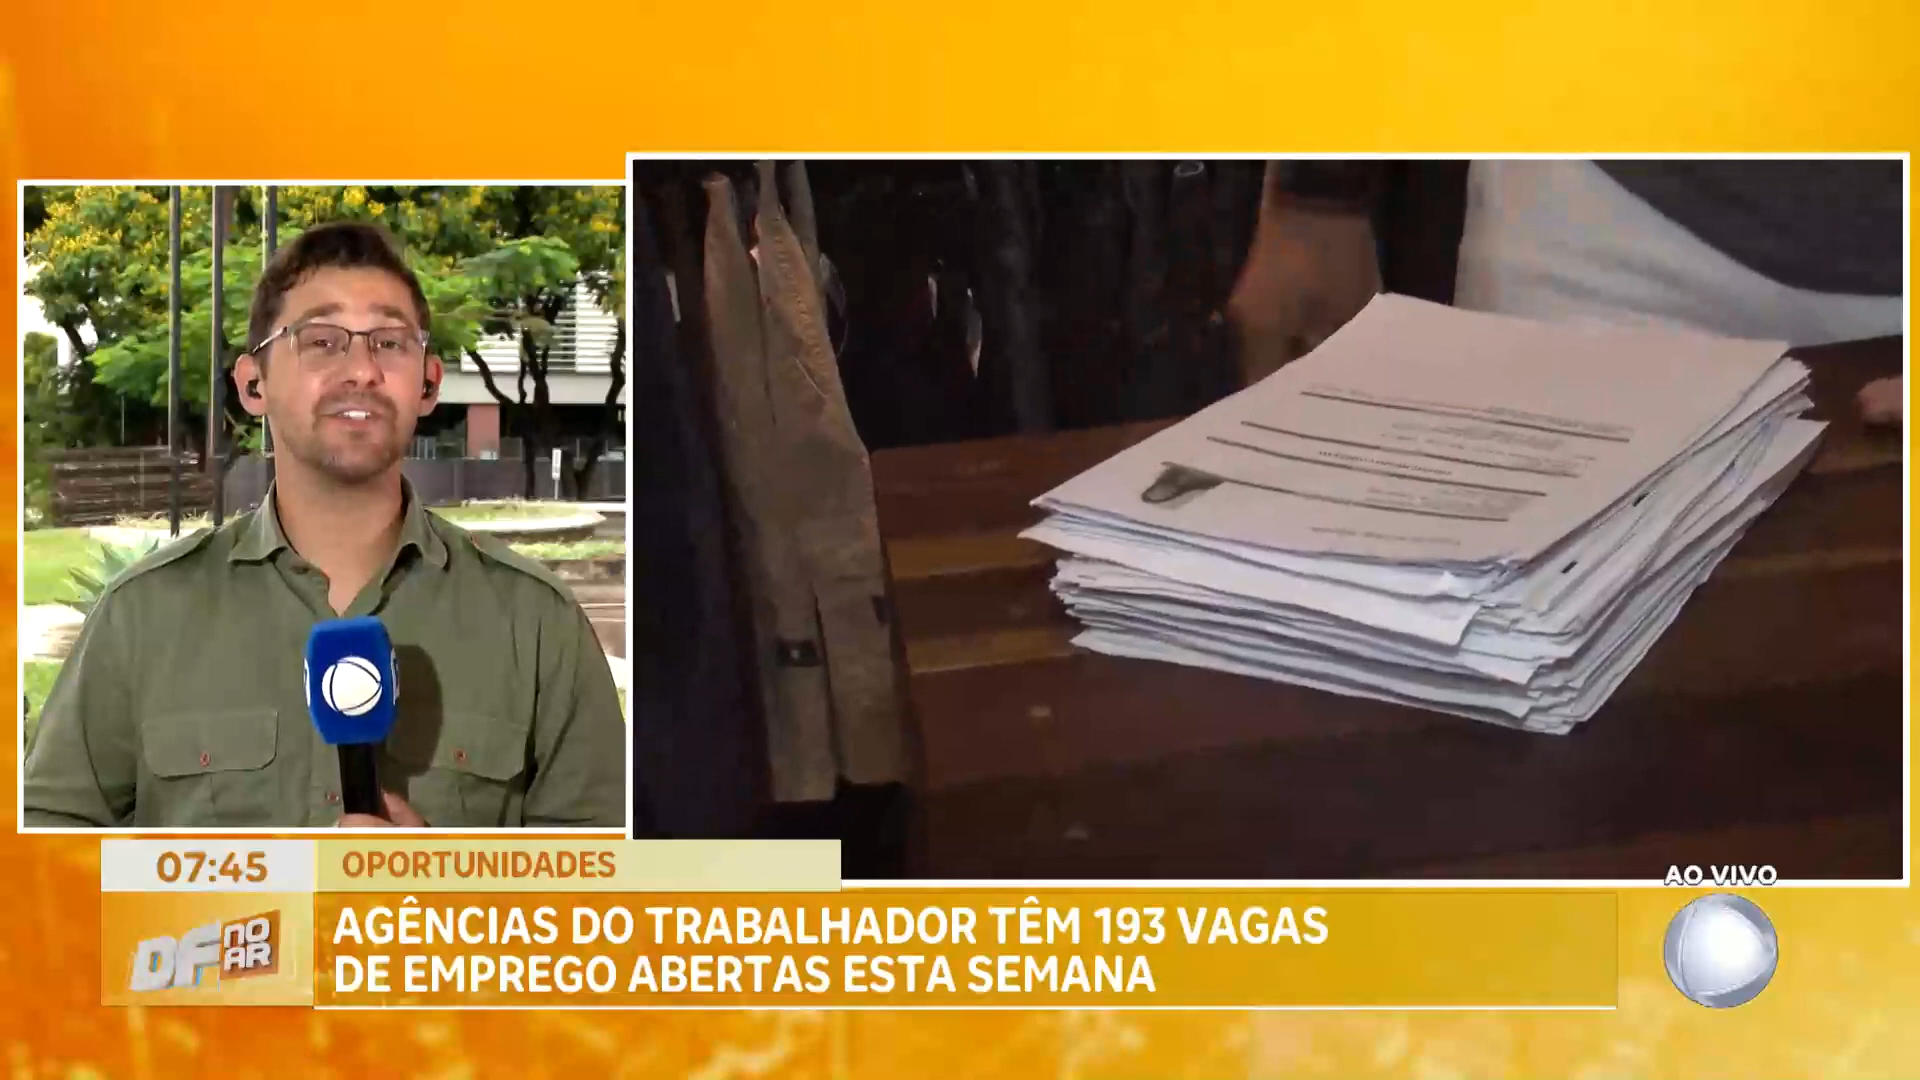 07:45
OPORTUNIDADES
DF NO AR
AGÊNCIAS DO TRABALHADOR TÊM 193 VAGAS
DE EMPREGO ABERTAS ESTA SEMANA
AO VIVO